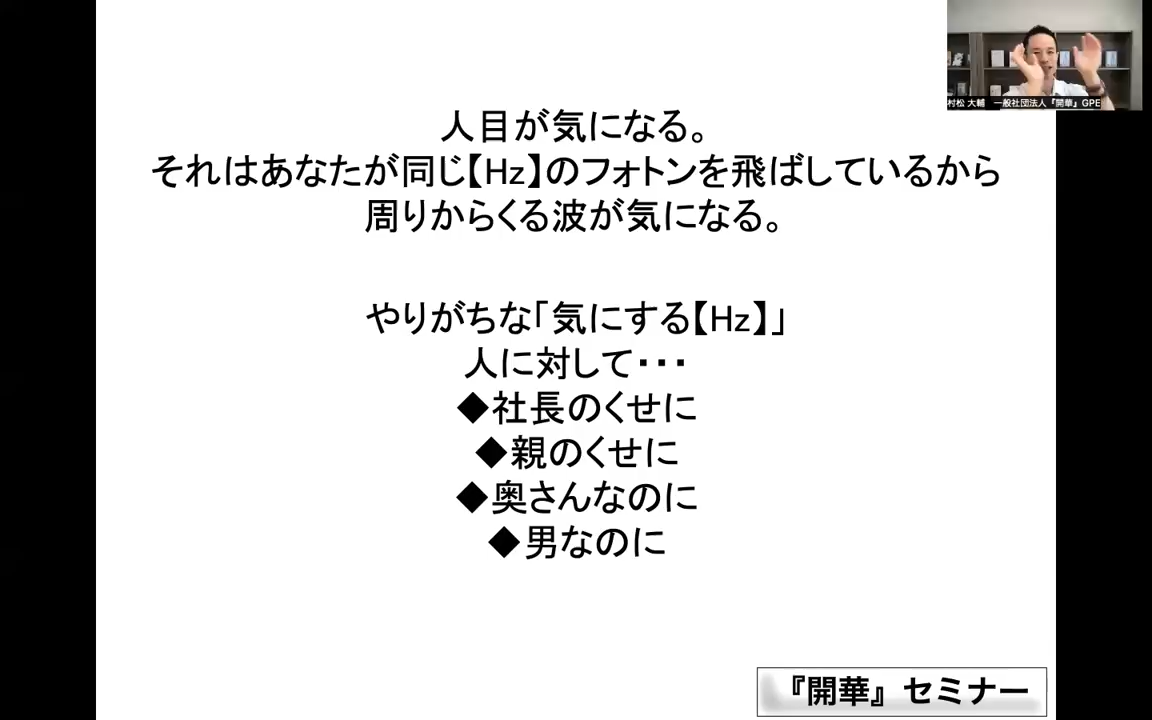 村松 大輔 一般社団法人『開華』GPE
人目が気になる。
それはあなたが同じ【Hz】のフォトンを飛ばしているから
周りからくる波が気になる。
やりがちな「気にする【Hz】」
人に対して・・・
◆社長のくせに
◆親のくせに
◆奥さんなのに
◆男なのに
『開華』セミナー